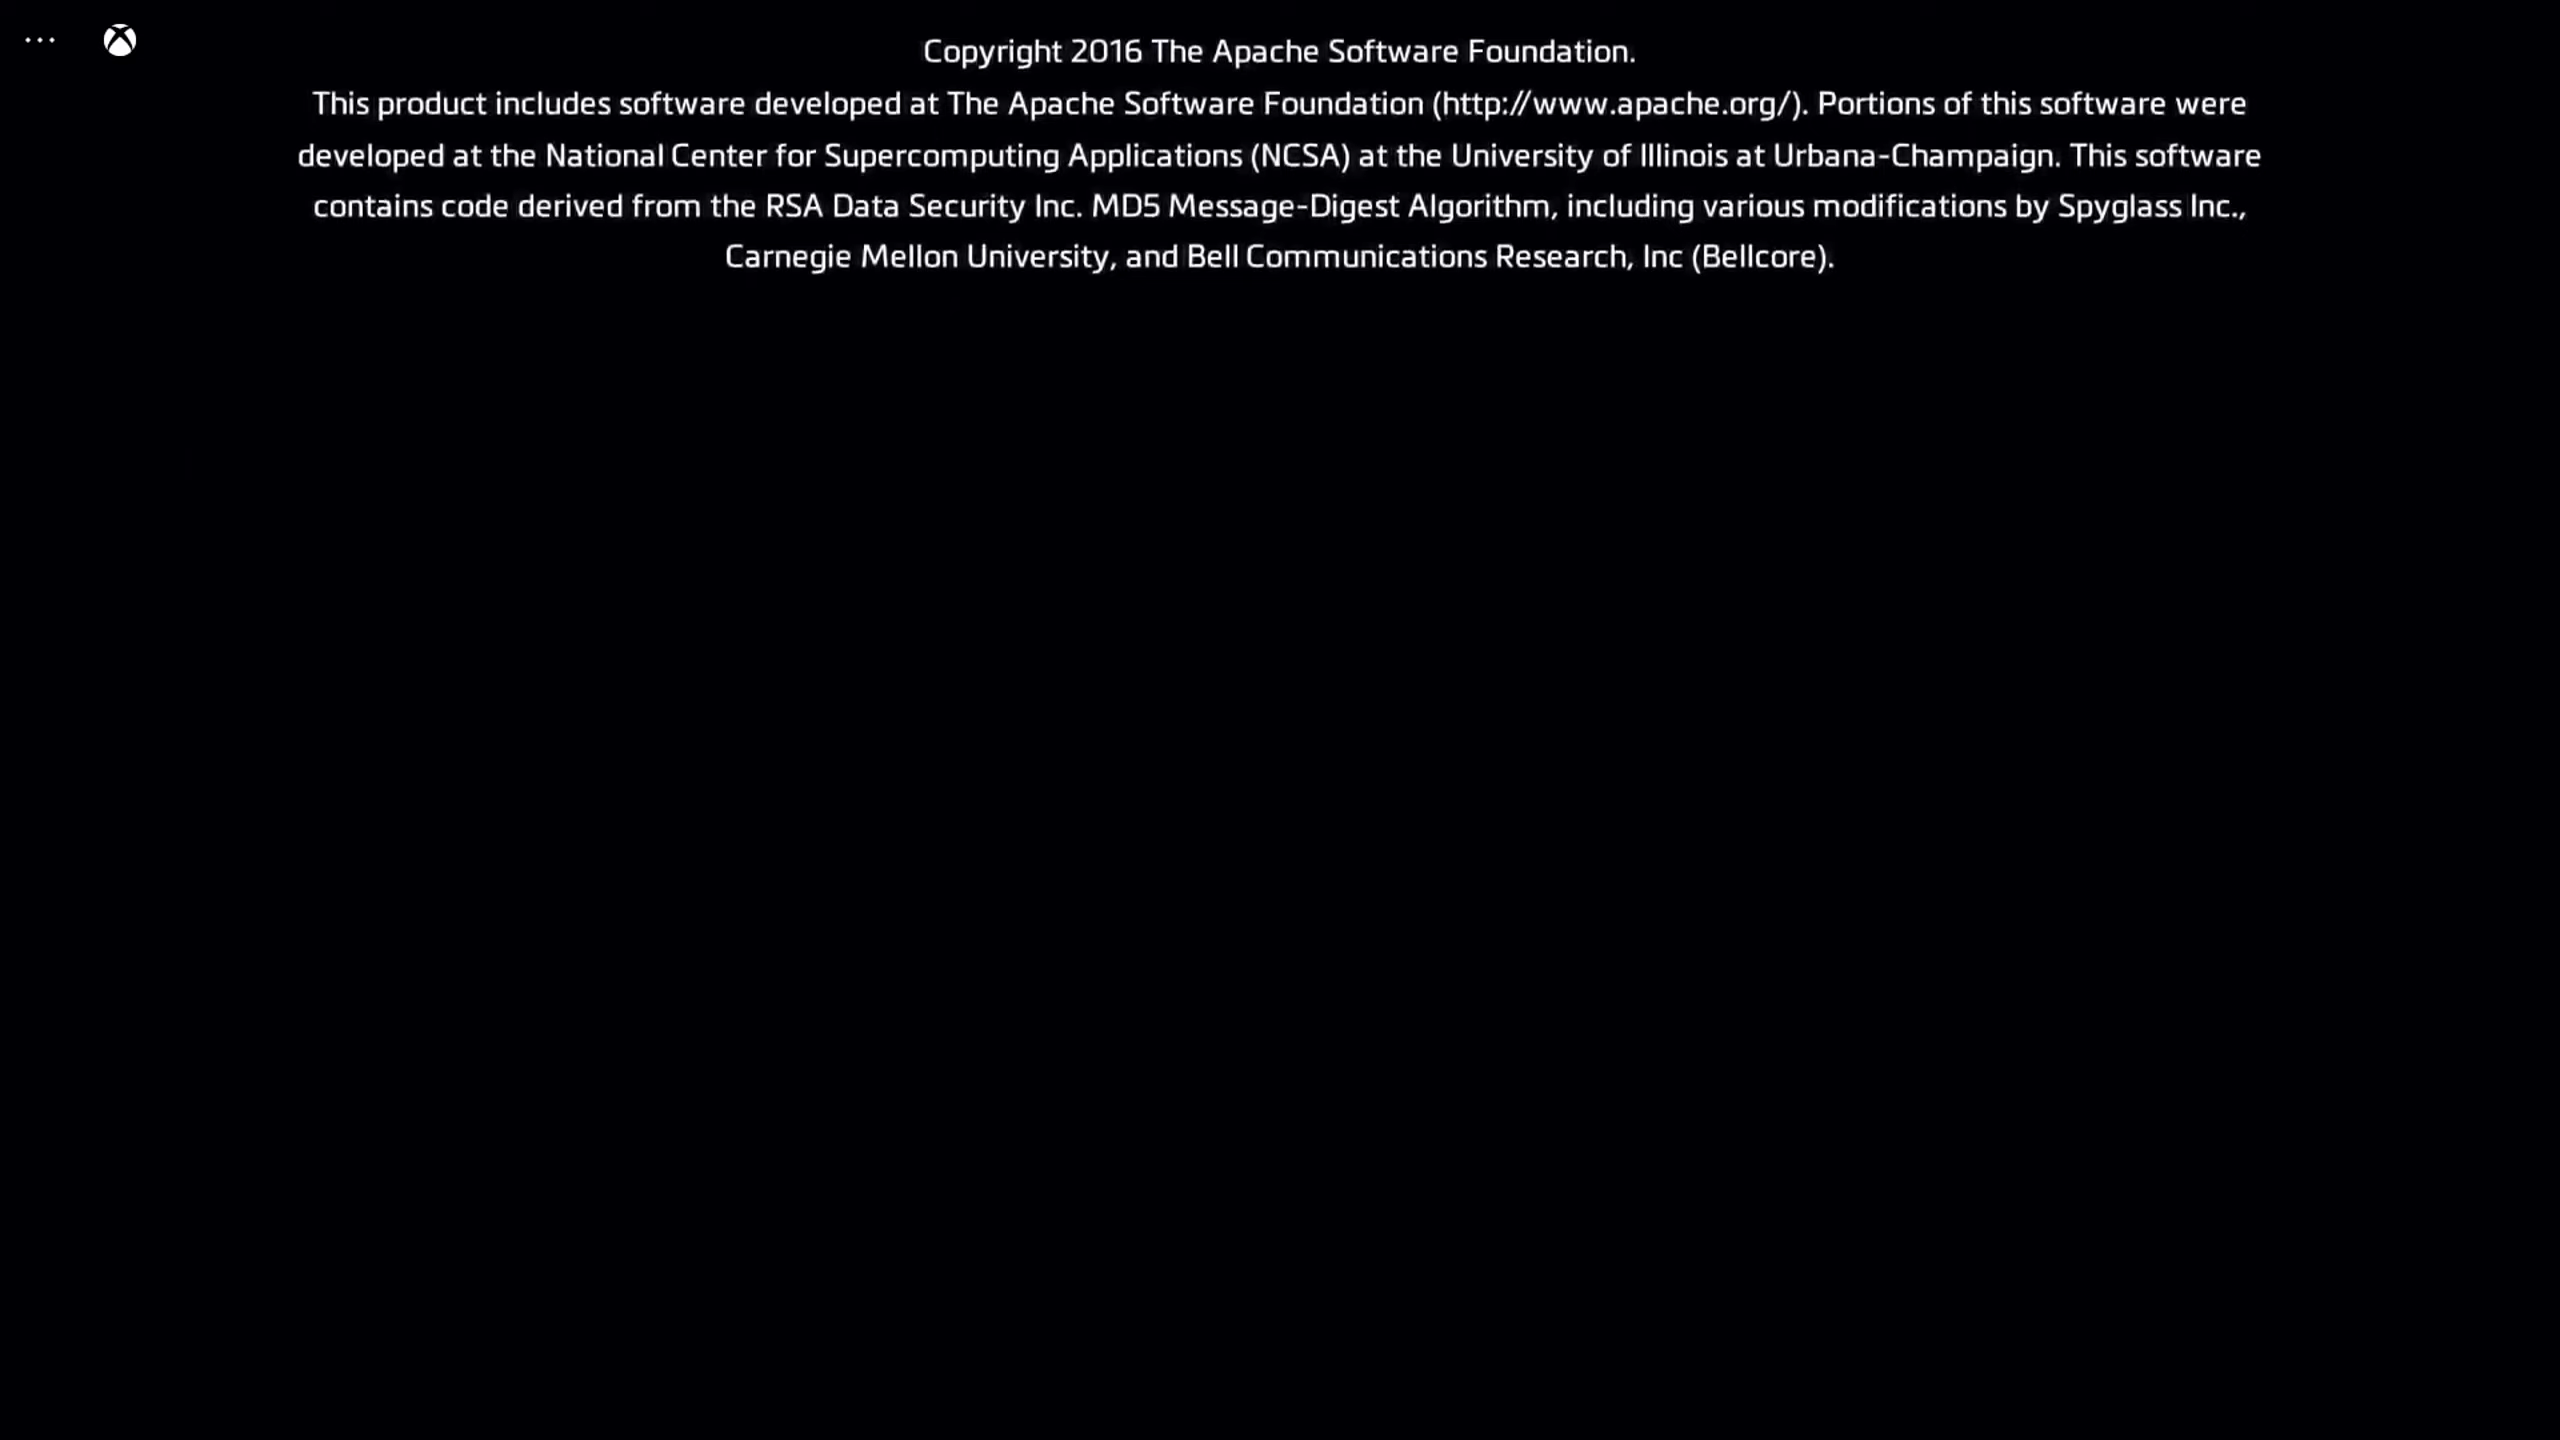 Copyright 2016 The Apache Software Foundation.
This product includes software developed at The Apache Software Foundation (http://www.apache.org/). Portions of this software were
developed at the National Center for Supercomputing Applications (NCSA) at the University of Illinois at Urbana-Champaign. This software
contains code derived from the RSA Data Security Inc. MD5 Message-Digest Algorithm, including various modifications by Spyglass Inc.,
Carnegie Mellon University, and Bell Communications Research, Inc (Bellcore).